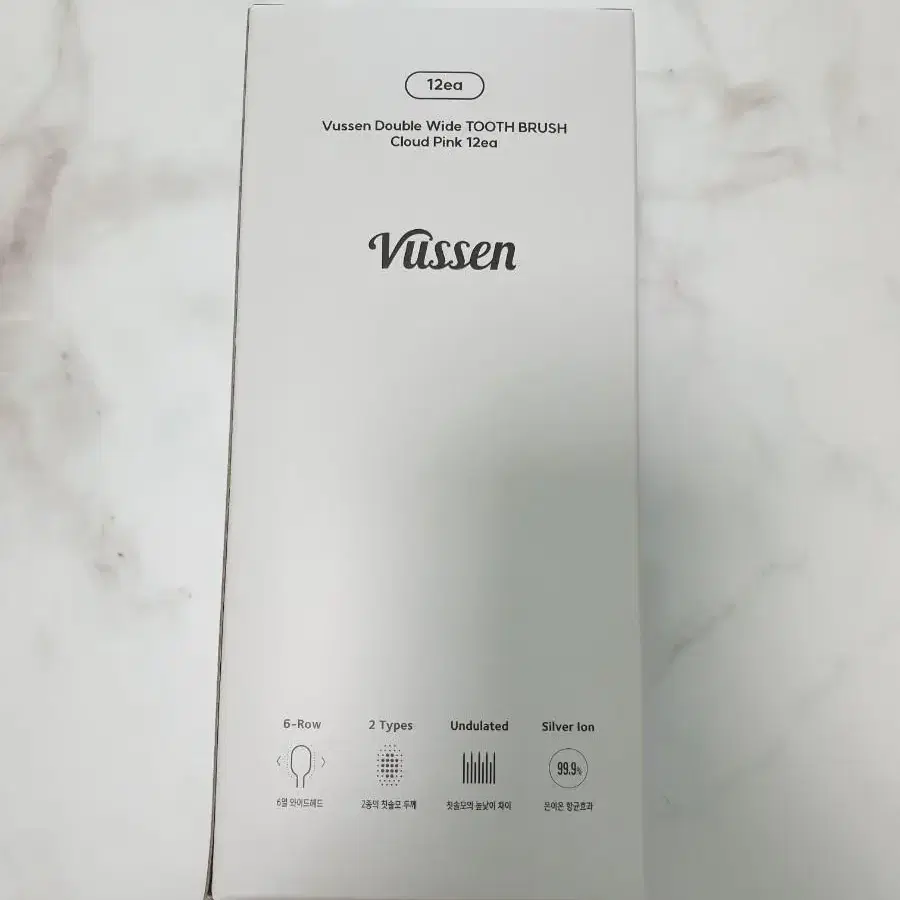 12ea
Vussen Double Wide TOOTH BRUSH
Cloud Pink 12ea
Vussen
6-Row
2 Types
Undulated
Silver Ion
99.9%
6열 와이드헤드
2종의 칫솔모 두께
칫솔모의 높낮이 차이
은이온 항균효과